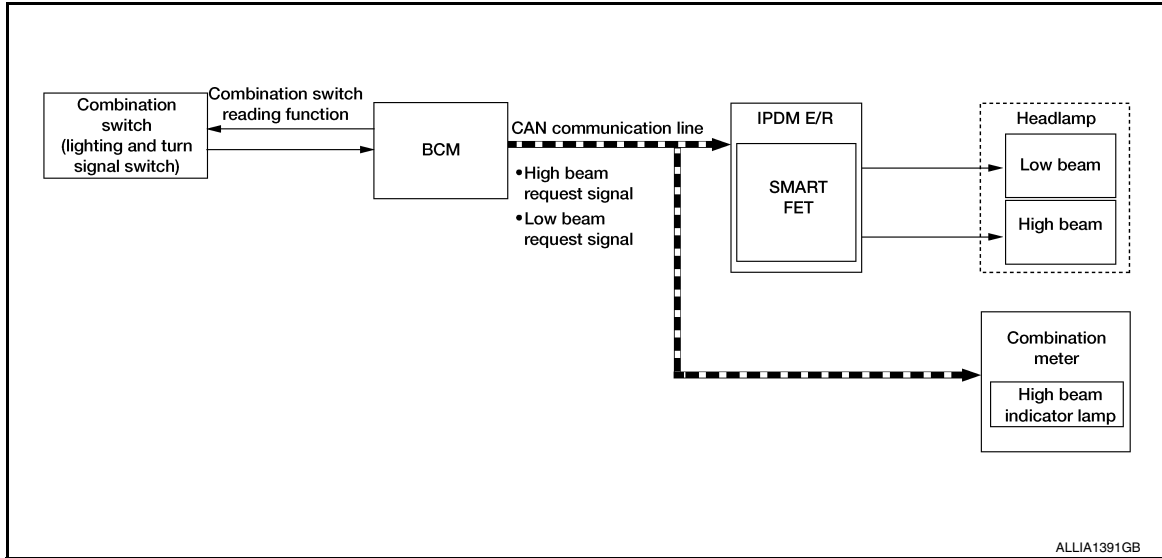 Combination
switch
(lighting and turn
signal switch)
Combination switch
reading function
BCM
CAN communication line
•High beam
request signal
•Low beam
request signal
IPDM E/R
SMART
FET
Headlamp
Low beam
High beam
Combination
meter
High beam
indicator lamp
ALLIA1391GB